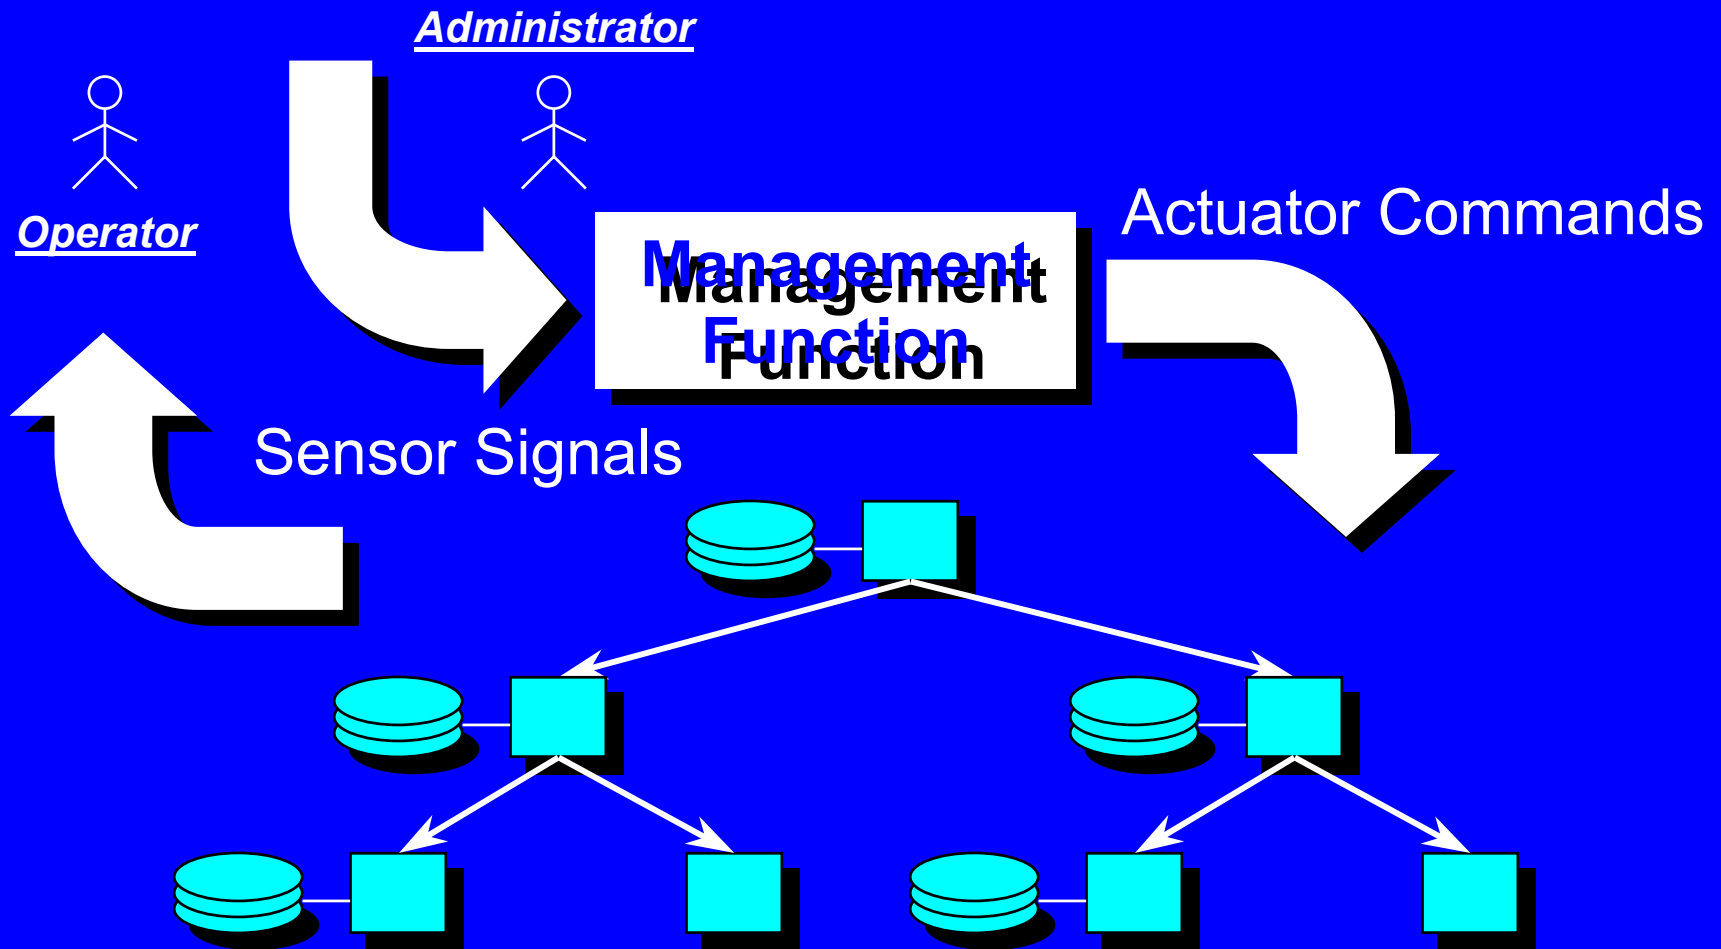 Administrator
Operator
Actuator Commands
Management
Function
Sensor Signals